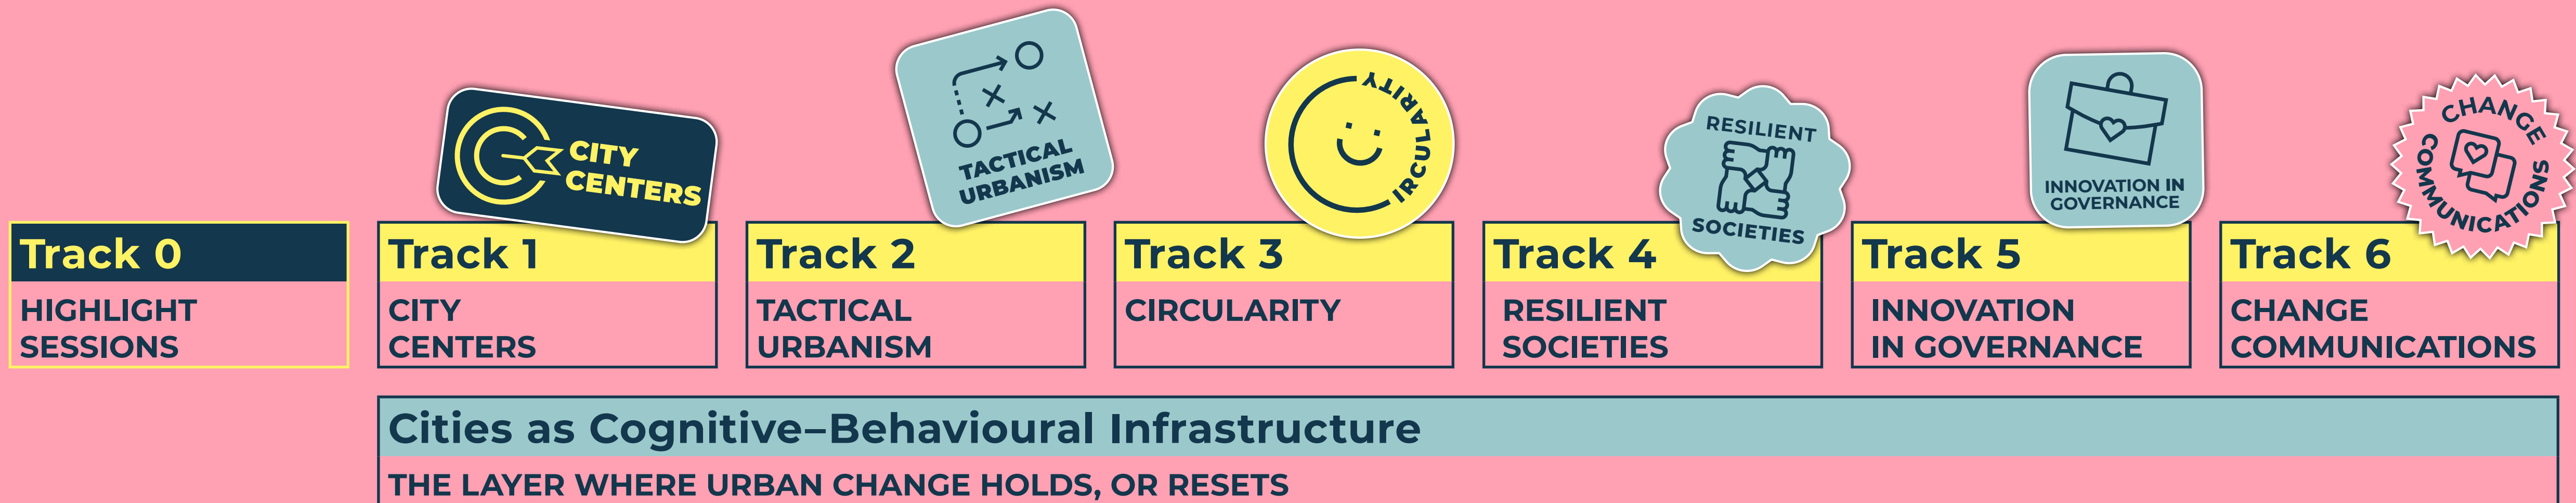 CITY
CENTERS
TACTICAL
URBANISM
CIRCULARITY
RESILIENT
SOCIETIES
INNOVATION IN
GOVERNANCE
CHANGE
COMMUNICATIONS
Track 0
HIGHLIGHT
SESSIONS
Track 1
CITY
CENTERS
Track 2
TACTICAL
URBANISM
Track 3
CIRCULARITY
Track 4
RESILIENT
SOCIETIES
Track 5
INNOVATION
IN GOVERNANCE
Track 6
CHANGE
COMMUNICATIONS
Cities as Cognitive–Behavioural Infrastructure
THE LAYER WHERE URBAN CHANGE HOLDS, OR RESETS